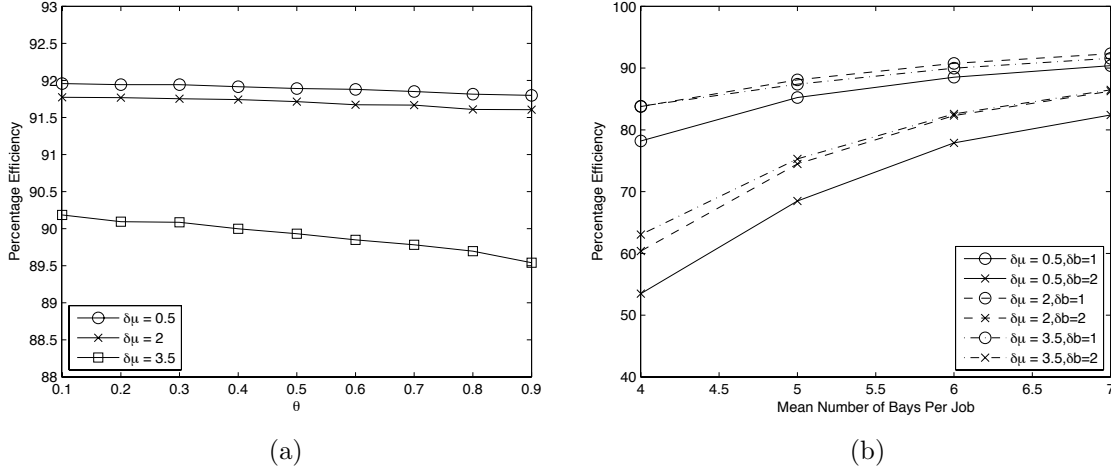 93
92.5
92
91.5
91
90.5
90
89.5
89
88.5
88
Percentage Efficiency
δμ = 0.5
δμ = 2
δμ = 3.5
0.1 0.2 0.3 0.4 0.5 0.6 0.7 0.8 0.9
θ
(a)
100
90
80
70
60
50
40
Percentage Efficiency
δμ = 0.5,δb=1
δμ = 0.5,δb=2
δμ = 2,δb=1
δμ = 2,δb=2
δμ = 3.5,δb=1
δμ = 3.5,δb=2
4 4.5 5 5.5 6 6.5 7
Mean Number of Bays Per Job
(b)